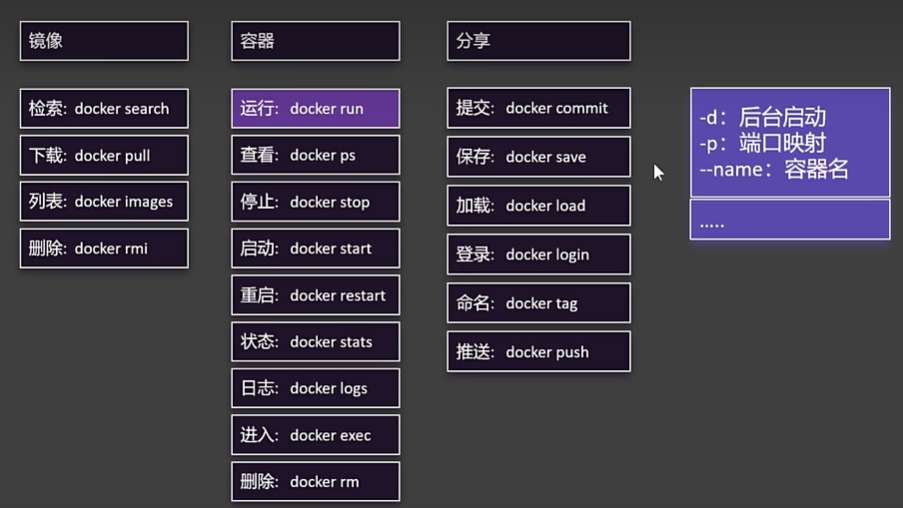 镜像
检索: docker search
下载: docker pull
列表: docker images
删除: docker rmi
容器
运行: docker run
查看: docker ps
停止: docker stop
启动: docker start
重启: docker restart
状态: docker stats
日志: docker logs
进入: docker exec
删除: docker rm
分享
提交: docker commit
保存: docker save
加载: docker load
登录: docker login
命名: docker tag
推送: docker push
-d：后台启动
-p：端口映射
--name：容器名
.....